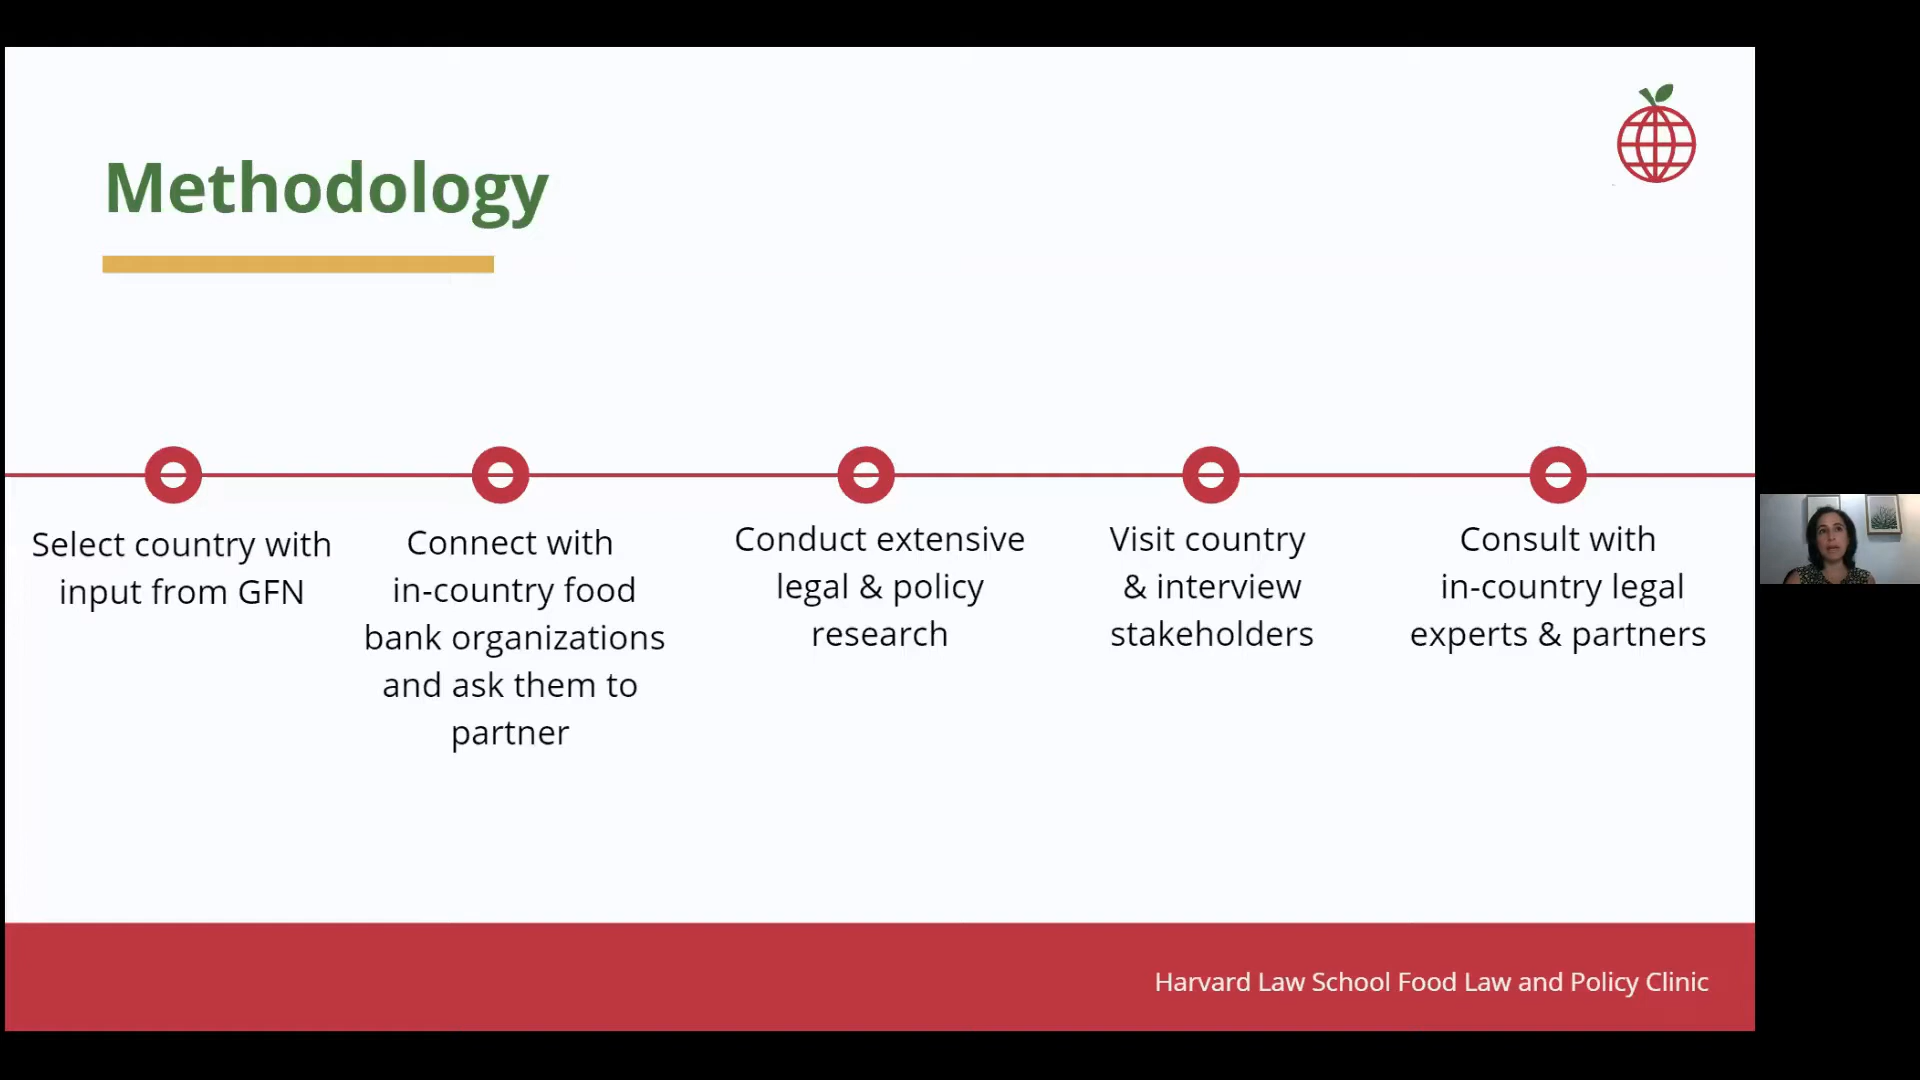 Methodology
Select country with
input from GFN
Connect with
in-country food
bank organizations
and ask them to
partner
Conduct extensive
legal & policy
research
Visit country
& interview
stakeholders
Consult with
in-country legal
experts & partners
Harvard Law School Food Law and Policy Clinic